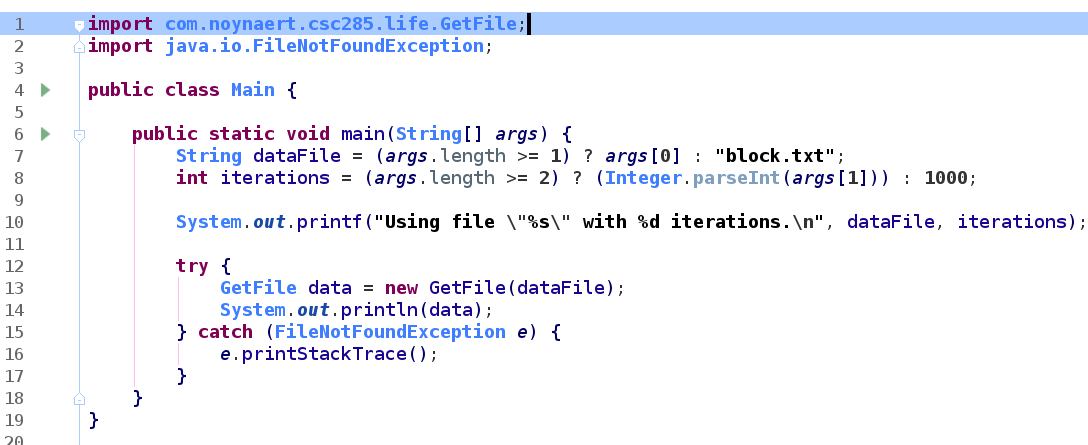 1 import com.noynaert.csc285.life.GetFile;
2 import java.io.FileNotFoundException;
3
4 public class Main {
5
6     public static void main(String[] args) {
7         String dataFile = (args.length >= 1) ? args[0] : "block.txt";
8         int iterations = (args.length >= 2) ? (Integer.parseInt(args[1])) : 1000;
9
10         System.out.printf("Using file \"%s\" with %d iterations.\n", dataFile, iterations);
11
12         try {
13             GetFile data = new GetFile(dataFile);
14             System.out.println(data);
15         } catch (FileNotFoundException e) {
16             e.printStackTrace();
17         }
18     }
19 }
20